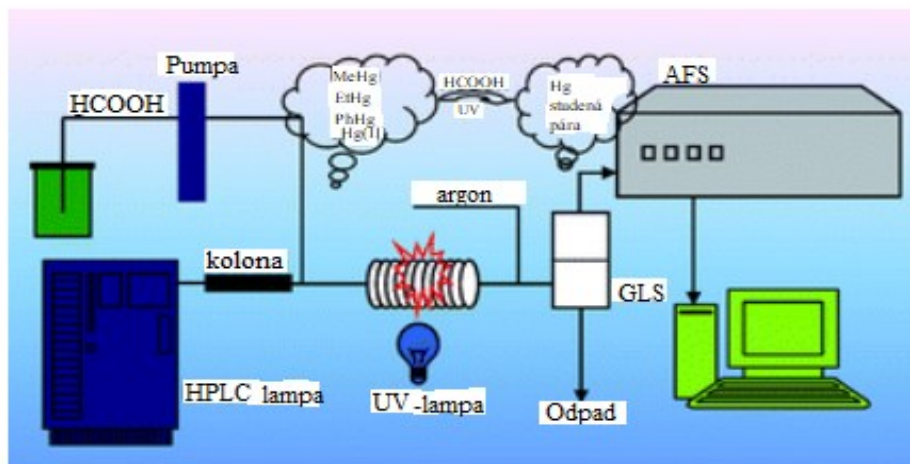 Pumpa
HCOOH
MeHg
EtHg
PhHg
Hg(I)
HCOOH
UV
Hg
studená
pára
AFS
argon
kolona
GLS
HPLC lampa
UV-lampa
Odpad